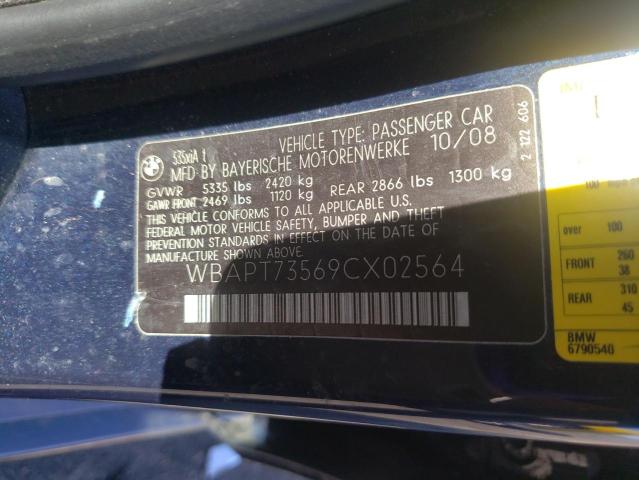 535xiA t
VEHICLE TYPE: PASSENGER CAR
MFD BY BAYERISCHE MOTORENWERKE 10/08
GVWR 5335 lbs 2420 kg
GAWR FRONT 2469 lbs 1120 kg REAR 2866 lbs 1300 kg
THIS VEHICLE CONFORMS TO ALL APPLICABLE U.S.
FEDERAL MOTOR VEHICLE SAFETY, BUMPER AND THEFT
PREVENTION STANDARDS IN EFFECT ON THE DATE OF
MANUFACTURE SHOWN ABOVE.
WBAPT73569CX02564
2 122 606
100 mph
over 100
FRONT 260
38
REAR 310
45
BMW
6790540